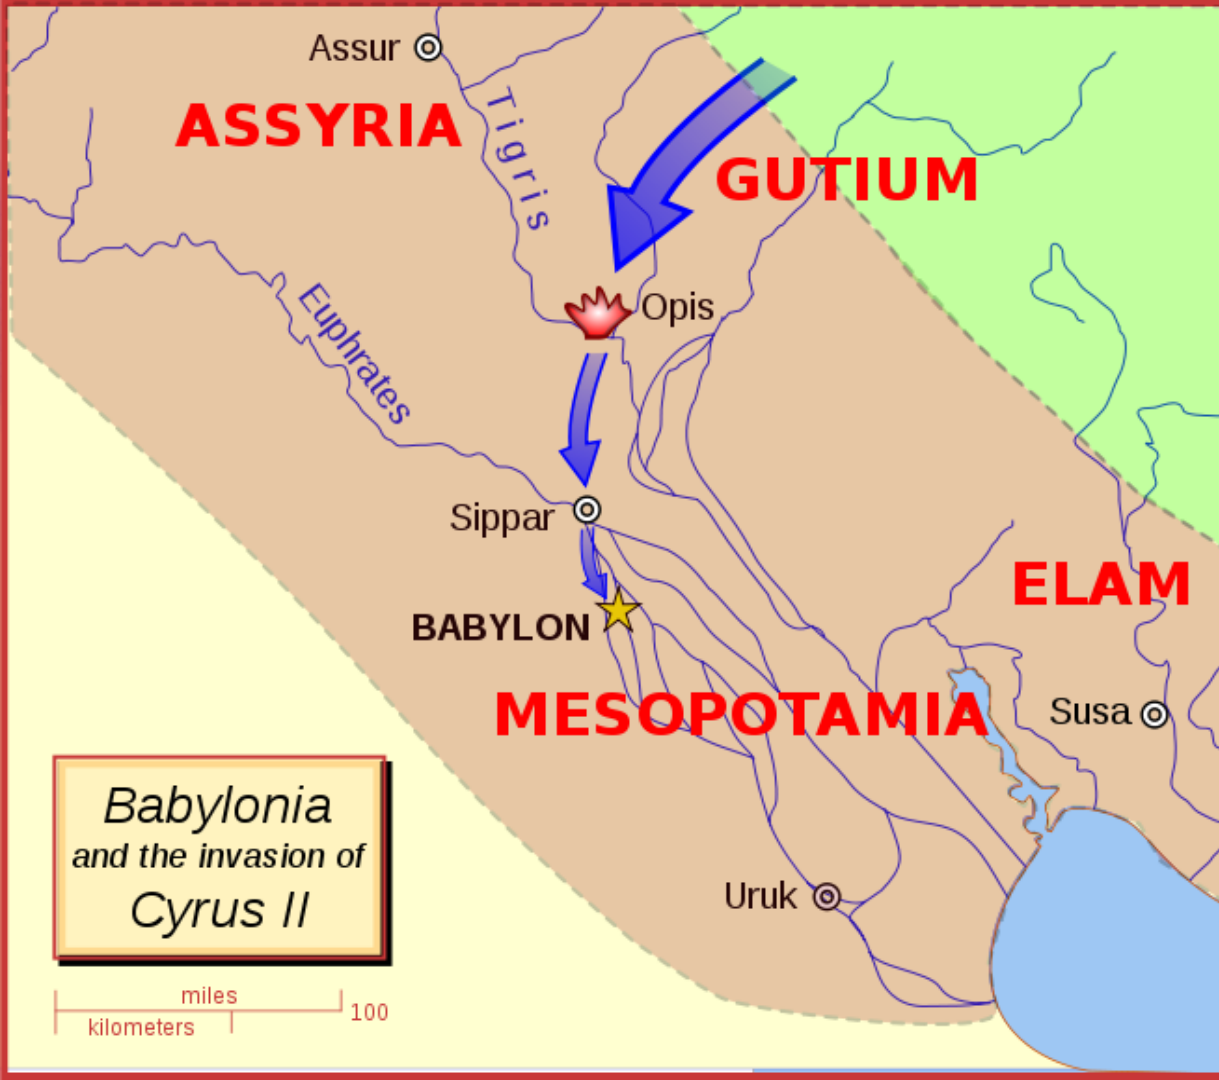 Assur
ASSYRIA
Tigris
GUTIUM
Euphrates
Opis
Sippar
BABYLON
ELAM
MESOPOTAMIA
Susa
Uruk
Babylonia
and the invasion of
Cyrus II
miles
100
kilometers